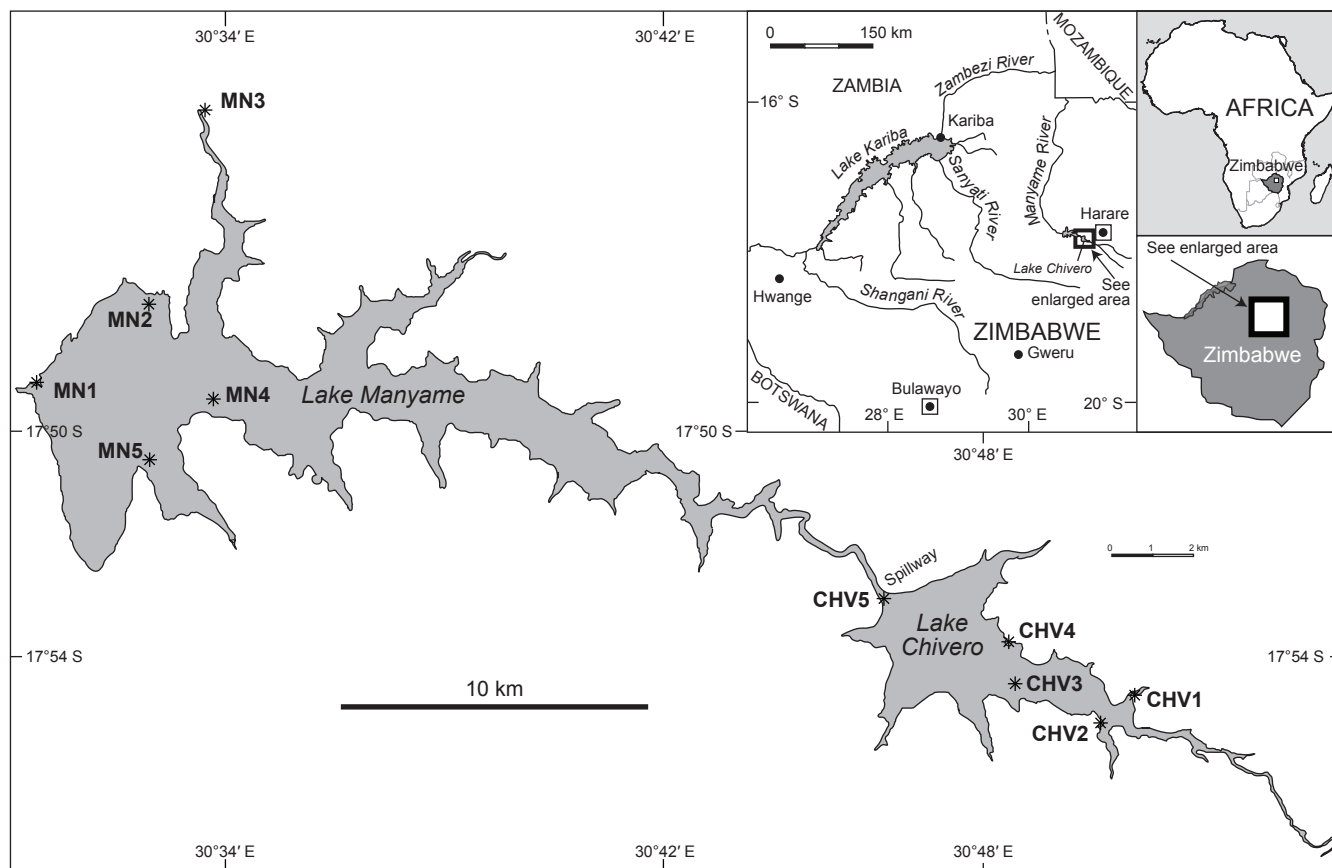 30°34′ E
30°42′ E
MN3
MN2
MN1
MN4
Lake Manyame
17°50 S
MN5
0 150 km
MOZAMBIQUE
ZAMBIA
Zambezi River
16° S
Kariba
Lake Kariba
Sanyati River
Manyame River
Harare
Lake Chivero
See
enlarged area
Hwange
Shangani River
ZIMBABWE
Gweru
BOTSWANA
Bulawayo
28° E
30° E
20° S
AFRICA
Zimbabwe
See enlarged area
Zimbabwe
17°50 S
30°48′ E
0 1 2 km
Spillway
CHV5
Lake
Chivero
CHV4
CHV3
CHV1
CHV2
17°54 S
17°54 S
10 km
30°34′ E
30°42′ E
30°48′ E